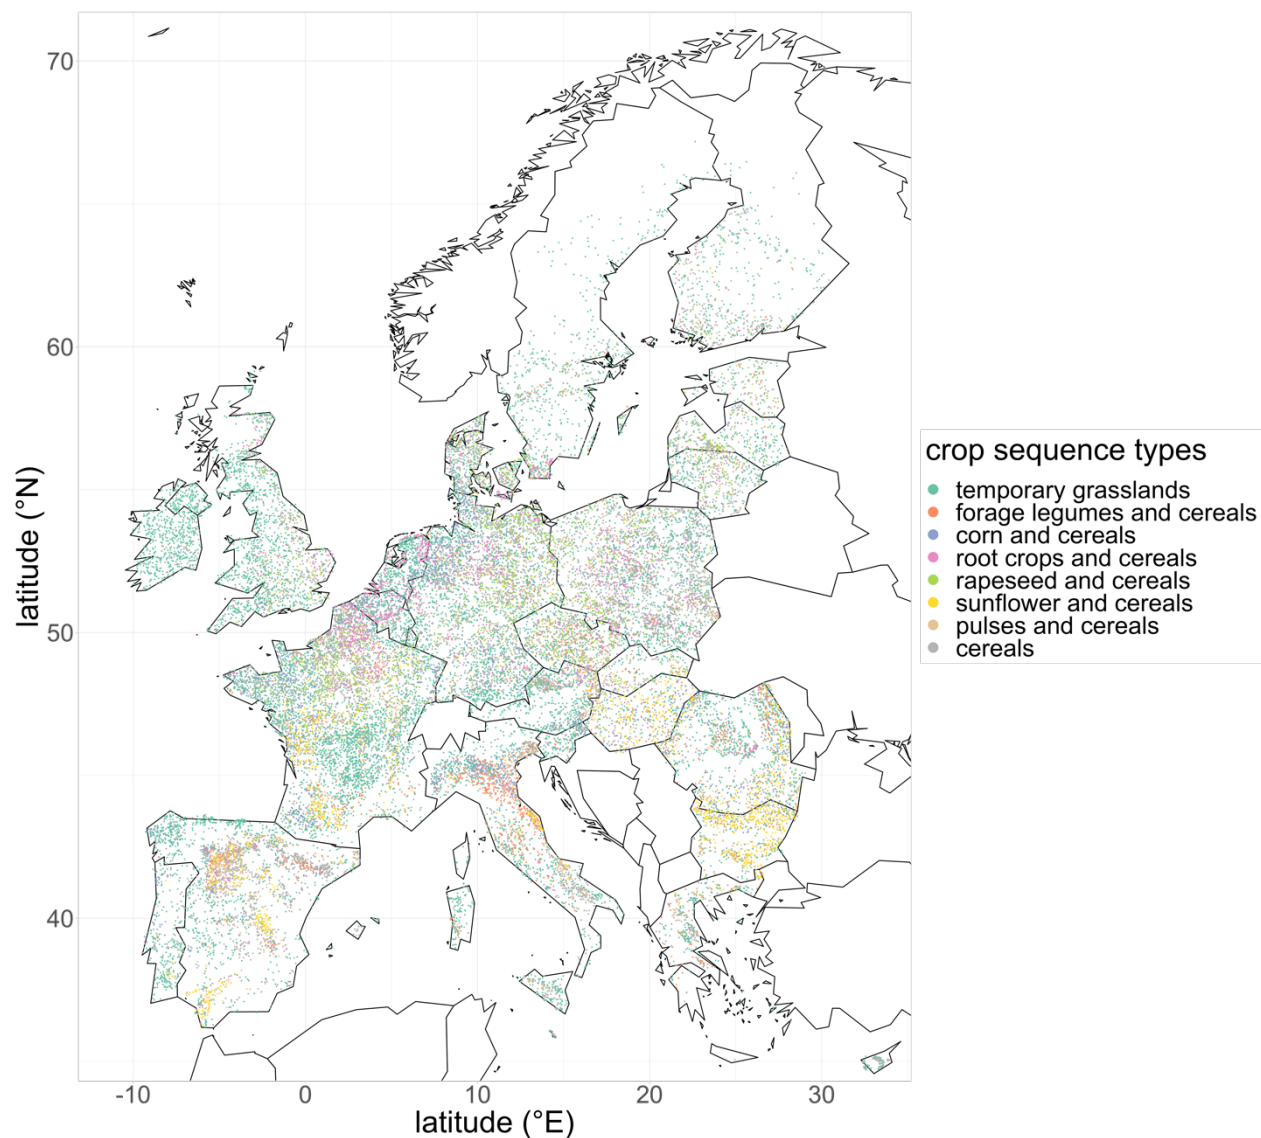 70
60
50
40
latitude (°N)
-10
0
10
20
30
latitude (°E)
crop sequence types
temporary grasslands
forage legumes and cereals
corn and cereals
root crops and cereals
rapeseed and cereals
sunflower and cereals
pulses and cereals
cereals